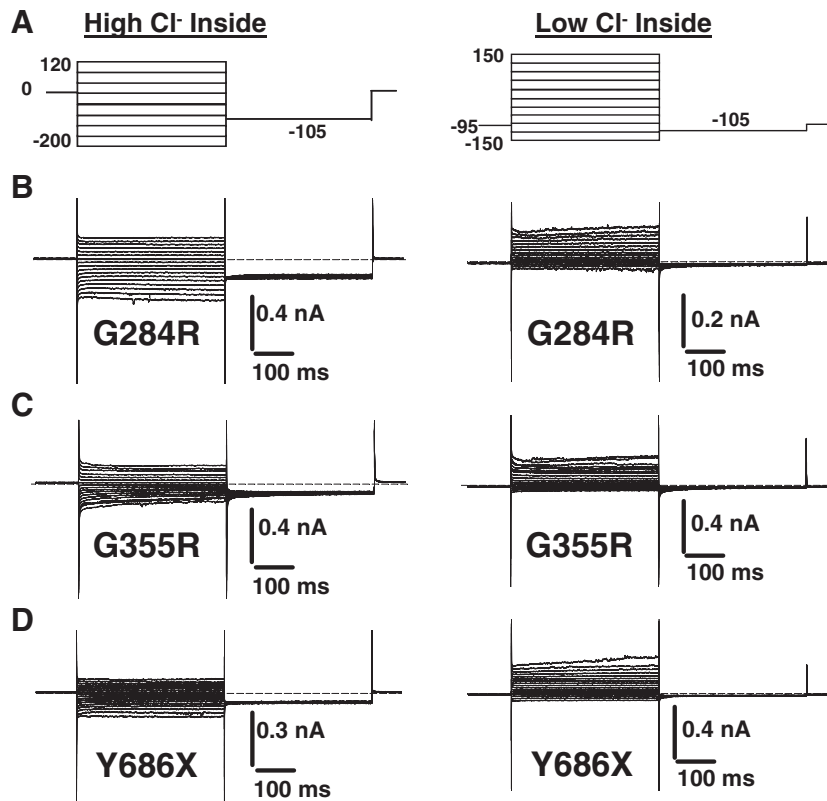 A
High Cl- Inside
Low Cl- Inside
120
0
-200
-105
150
-95
-150
-105
B
G284R
0.4 nA
100 ms
G284R
0.2 nA
100 ms
C
G355R
0.4 nA
100 ms
G355R
0.4 nA
100 ms
D
Y686X
0.3 nA
100 ms
Y686X
0.4 nA
100 ms